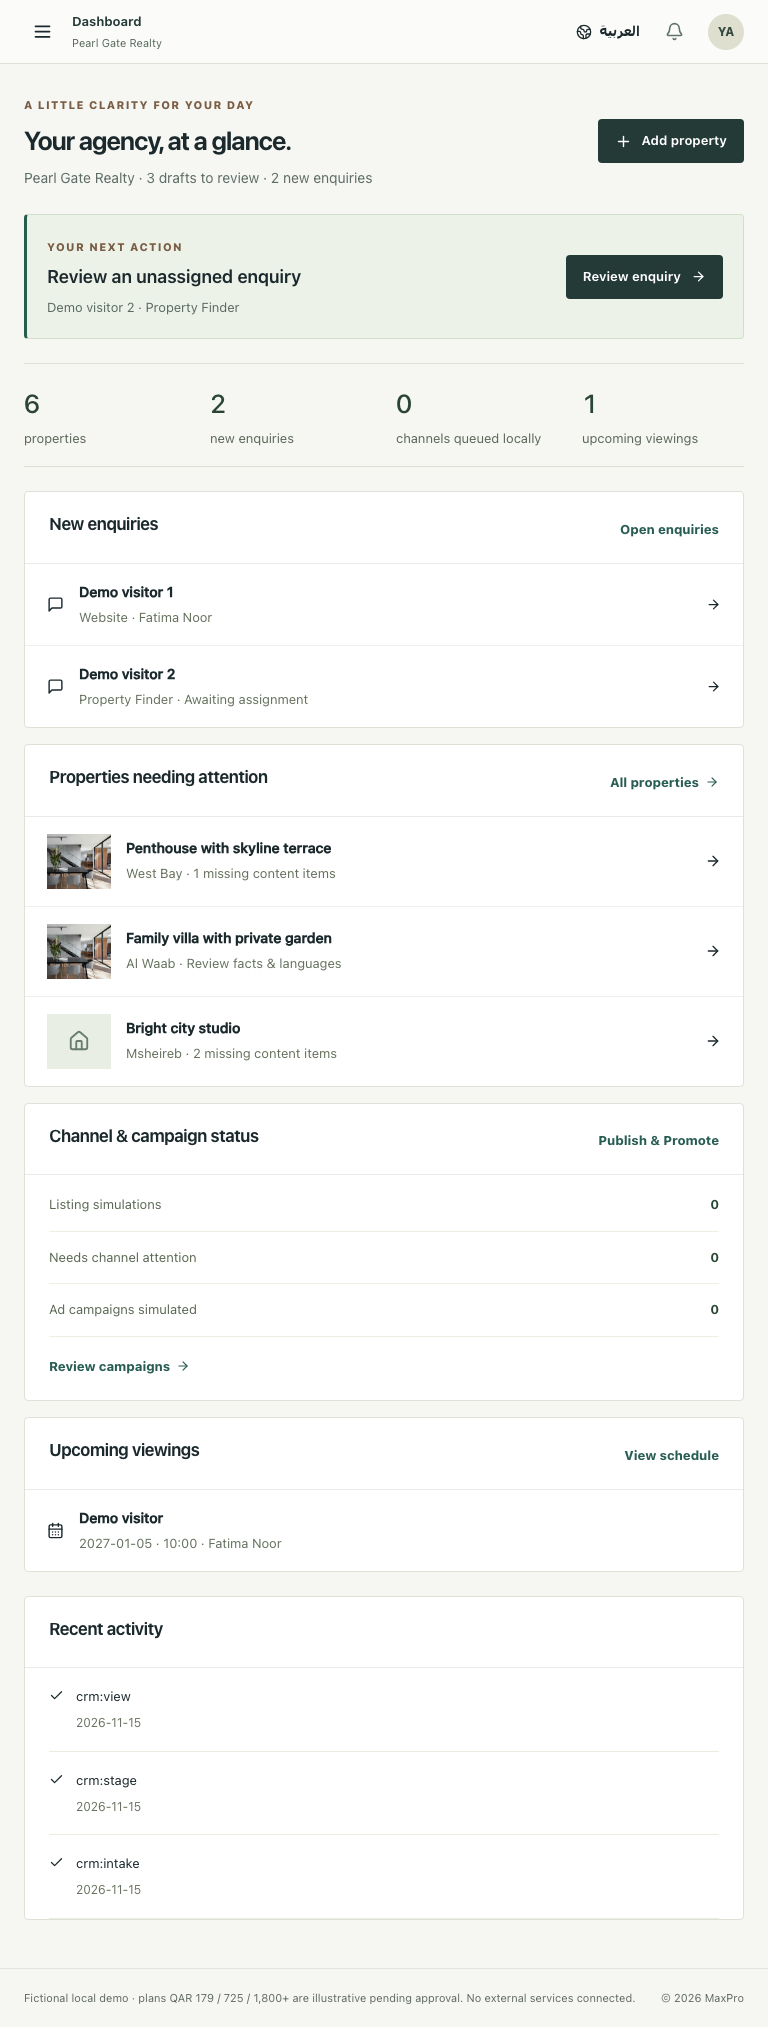 Dashboard
Pearl Gate Realty
العربية
YA
A LITTLE CLARITY FOR YOUR DAY
Your agency, at a glance.
Pearl Gate Realty · 3 drafts to review · 2 new enquiries
Add property
YOUR NEXT ACTION
Review an unassigned enquiry
Demo visitor 2 · Property Finder
Review enquiry
6
properties
2
new enquiries
0
channels queued locally
1
upcoming viewings
New enquiries
Open enquiries
Demo visitor 1
Website · Fatima Noor
Demo visitor 2
Property Finder · Awaiting assignment
Properties needing attention
All properties
Penthouse with skyline terrace
West Bay · 1 missing content items
Family villa with private garden
Al Waab · Review facts & languages
Bright city studio
Msheireb · 2 missing content items
Channel & campaign status
Publish & Promote
Listing simulations 0
Needs channel attention 0
Ad campaigns simulated 0
Review campaigns
Upcoming viewings
View schedule
Demo visitor
2027-01-05 · 10:00 · Fatima Noor
Recent activity
crm:view
2026-11-15
crm:stage
2026-11-15
crm:intake
2026-11-15
Fictional local demo · plans QAR 179 / 725 / 1,800+ are illustrative pending approval. No external services connected.
© 2026 MaxPro